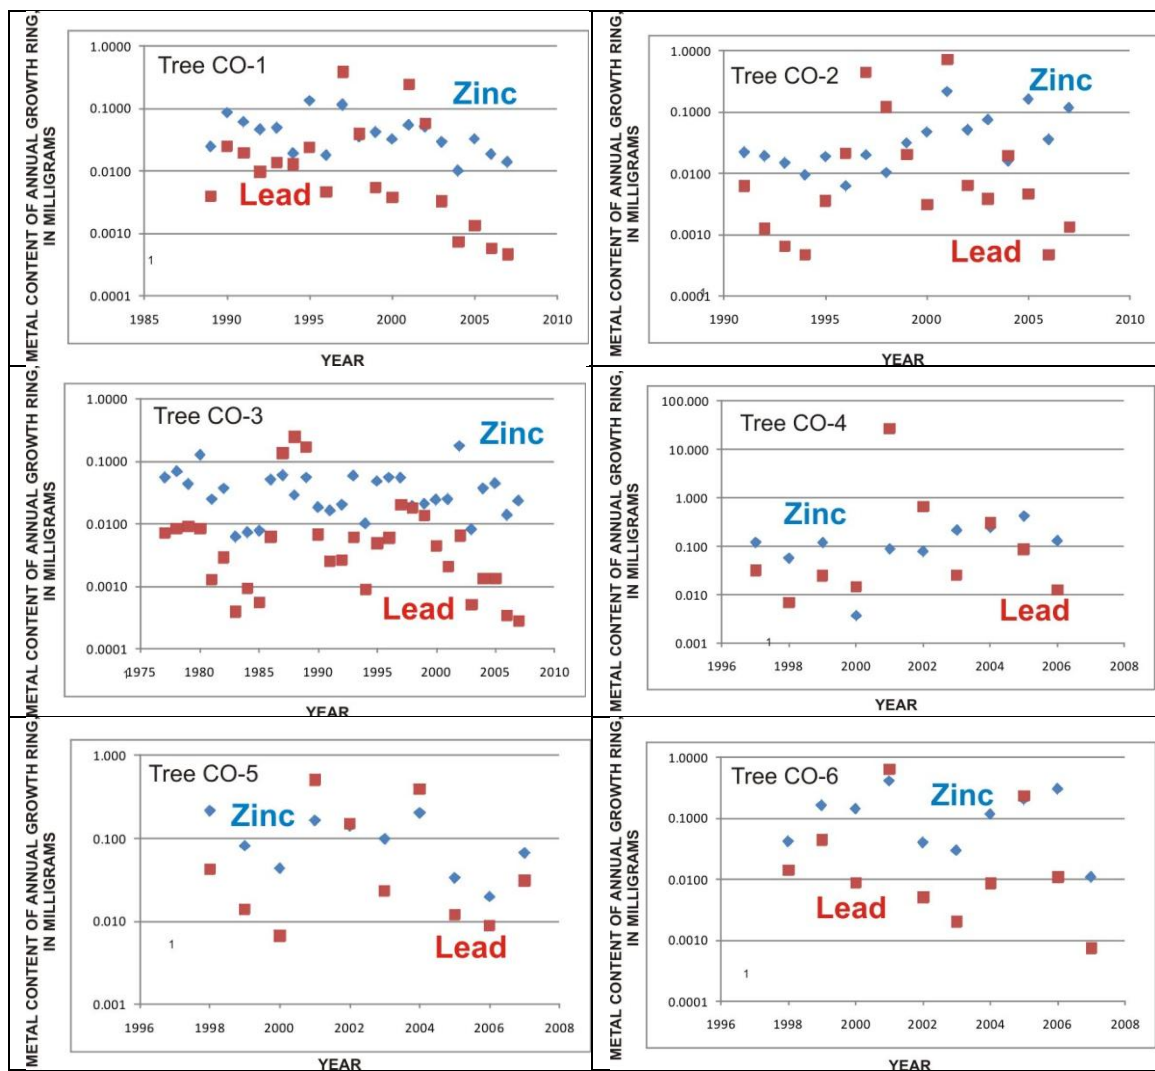 METAL CONTENT OF ANNUAL GROWTH RING,
IN MILLIGRAMS
Tree CO-1
Zinc
Lead
1.0000
0.1000
0.0100
0.0010
0.0001
1
1985 1990 1995 2000 2005 2010
YEAR
METAL CONTENT OF ANNUAL GROWTH RING,
IN MILLIGRAMS
Tree CO-2
Zinc
Lead
1.0000
0.1000
0.0100
0.0010
0.0001
1990 1995 2000 2005 2010
YEAR
METAL CONTENT OF ANNUAL GROWTH RING,
IN MILLIGRAMS
Tree CO-3
Zinc
Lead
1.0000
0.1000
0.0100
0.0010
0.0001
1975 1980 1985 1990 1995 2000 2005 2010
YEAR
METAL CONTENT OF ANNUAL GROWTH RING,
IN MILLIGRAMS
Tree CO-4
Zinc
Lead
100.000
10.000
1.000
0.100
0.010
0.001
1
1996 1998 2000 2002 2004 2006 2008
YEAR
METAL CONTENT OF ANNUAL GROWTH RING,
IN MILLIGRAMS
Tree CO-5
Zinc
Lead
1.000
0.100
0.010
0.001
1
1996 1998 2000 2002 2004 2006 2008
YEAR
METAL CONTENT OF ANNUAL GROWTH RING,
IN MILLIGRAMS
Tree CO-6
Zinc
Lead
1.0000
0.1000
0.0100
0.0010
0.0001
1
1996 1998 2000 2002 2004 2006 2008
YEAR